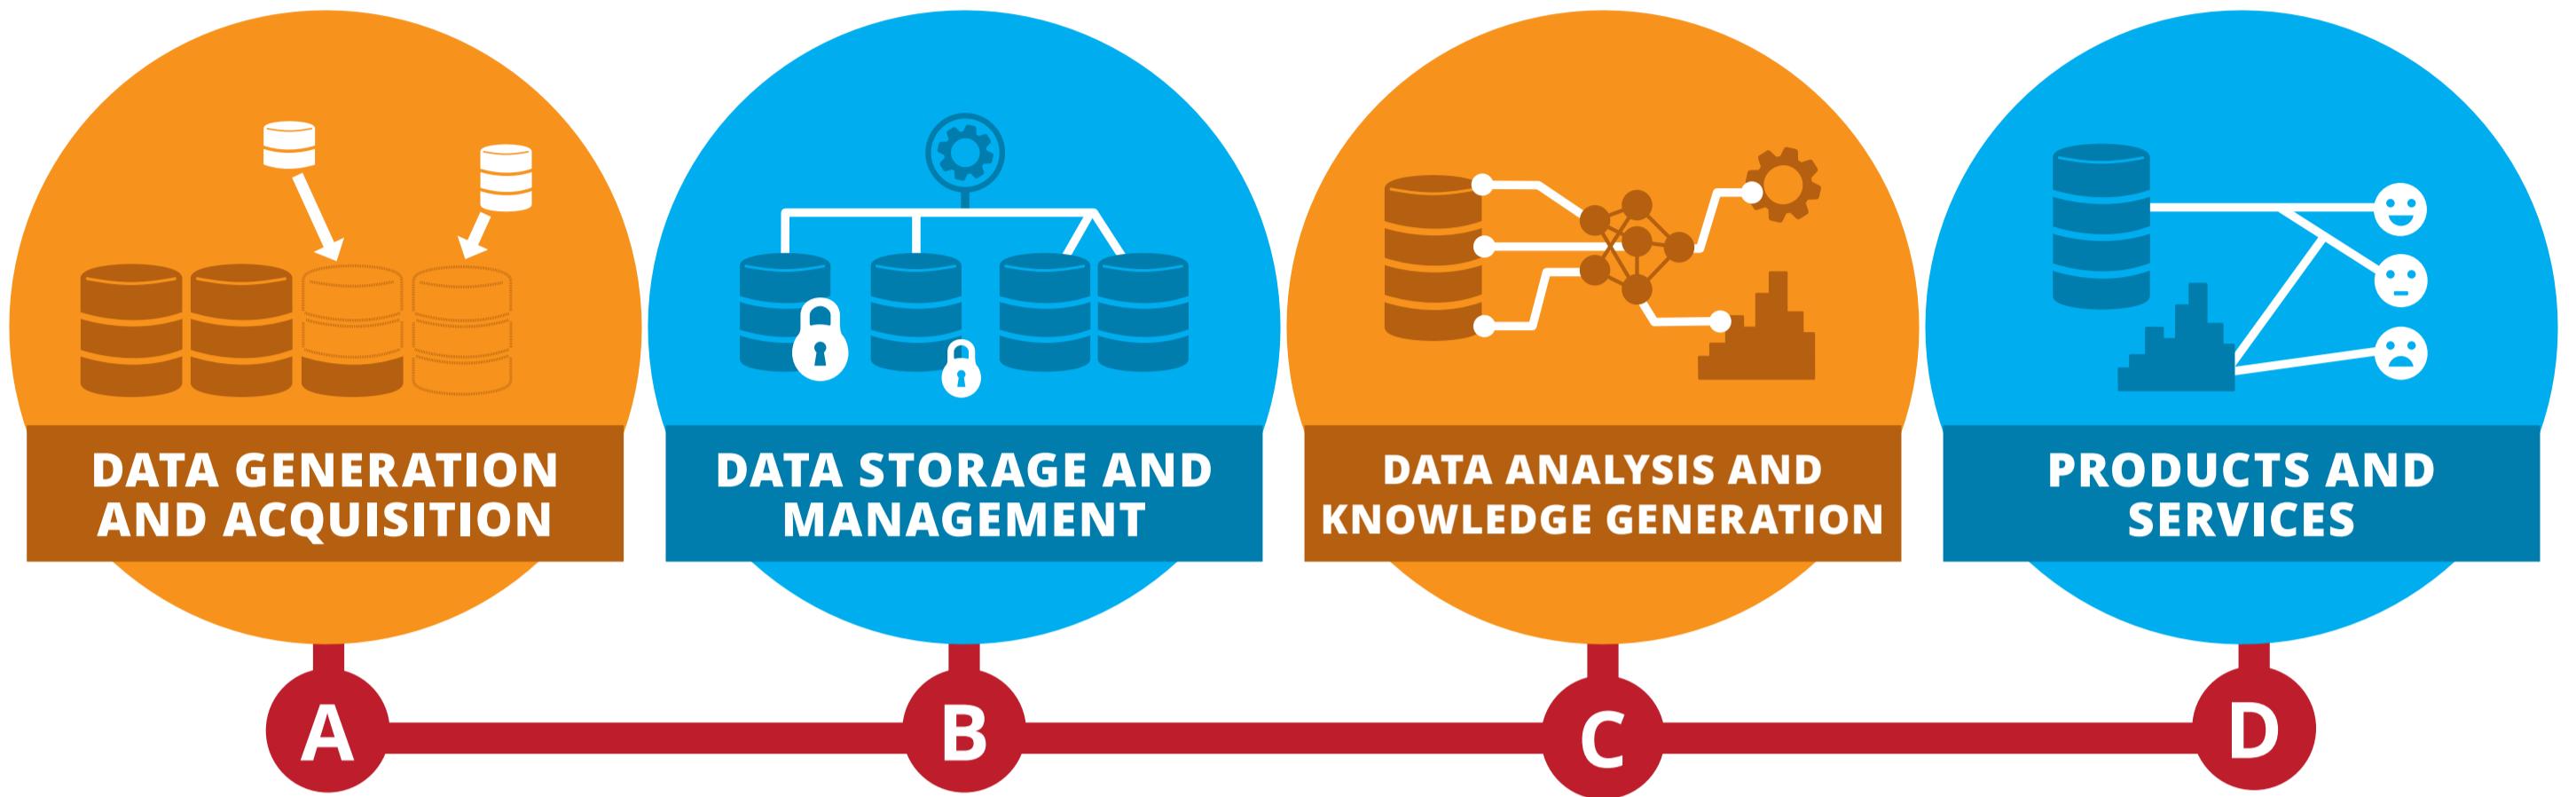 DATA GENERATION
AND ACQUISITION
DATA STORAGE AND
MANAGEMENT
DATA ANALYSIS AND
KNOWLEDGE GENERATION
PRODUCTS AND
SERVICES
A
B
C
D